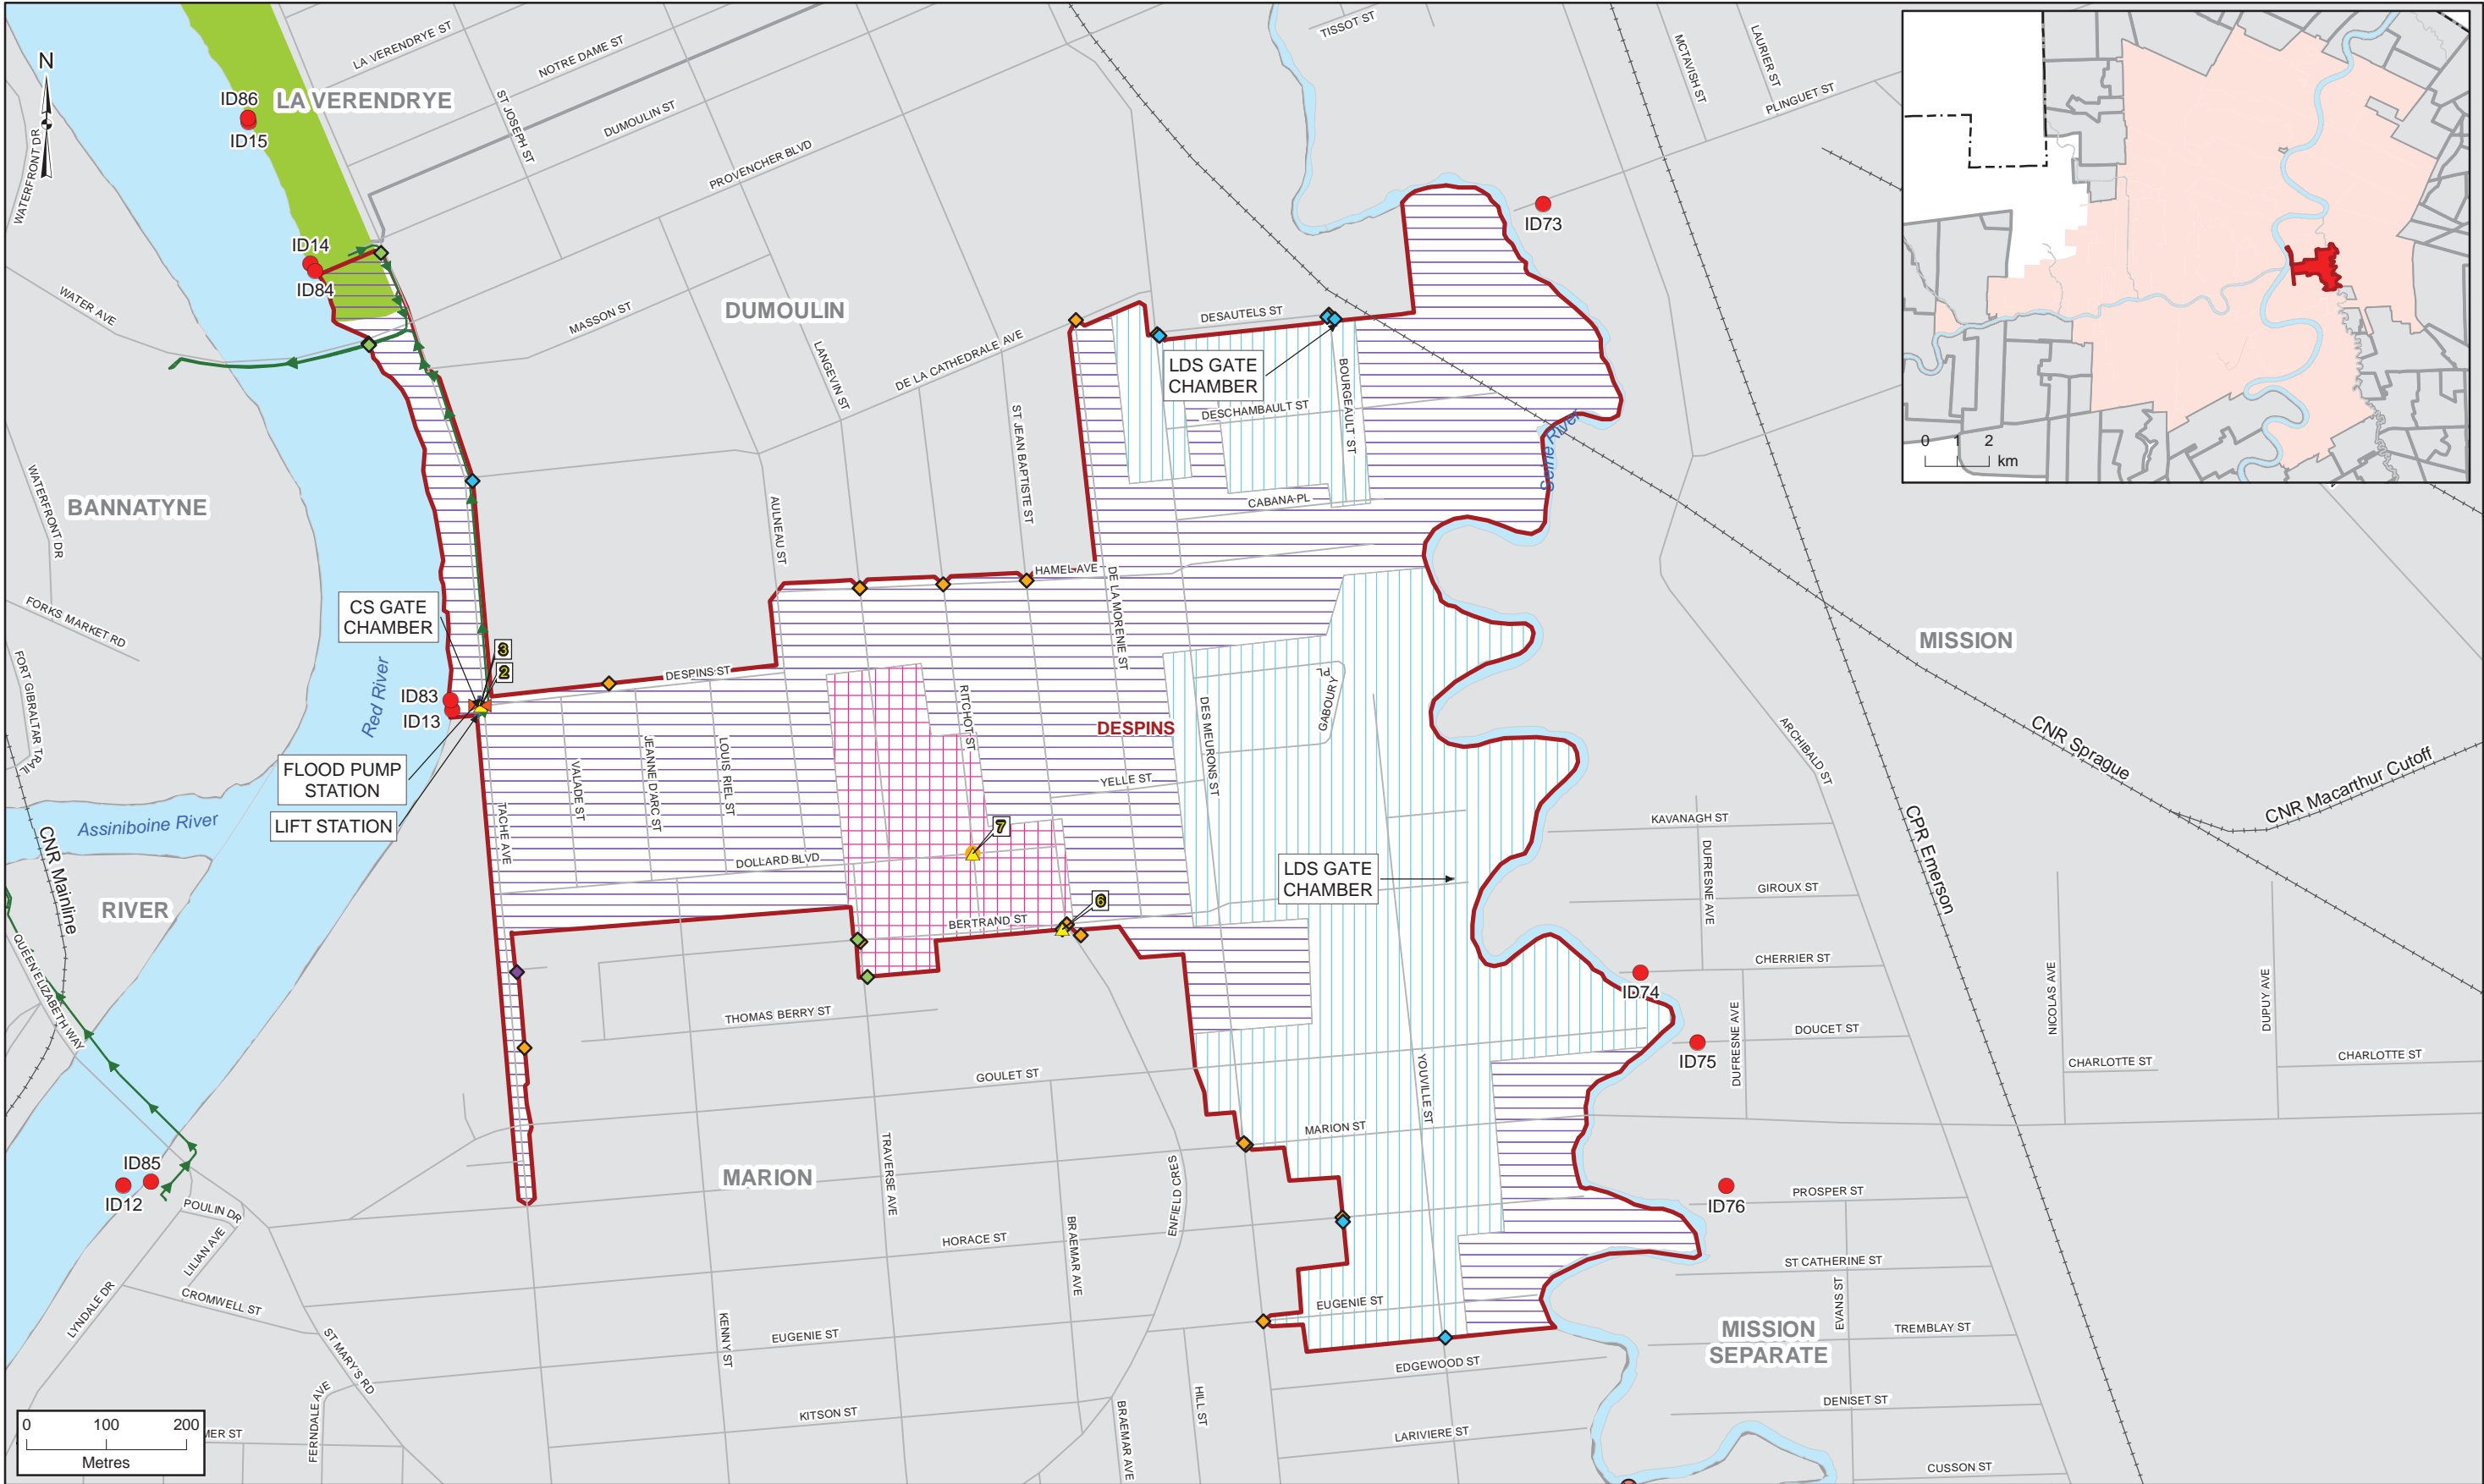 N
LA VERENDRYE ST
NOTRE DAME ST
ST JOSEPH ST
DUMOULIN ST
PROVENCHER BLVD
TISSOT ST
MCTAVISH ST
LAURIER ST
PLINGUET ST
ID86
LA VERENDRYE
ID15
WATERFRONT DR
ID73
ID14
ID84
WATER AVE
MASSON ST
DUMOULIN
LANGEVIN ST
DE LA CATHEDRALE AVE
DESAUTELS ST
LDS GATE
CHAMBER
BOURGEAULT ST
DESCHAMBAULT ST
Seine River
0 1 2
km
WATERFRONT DR
BANNATYNE
AULNEAU ST
ST JEAN BAPTISTE ST
CABANA PL
HAMEL AVE
DE LA MORENIE ST
CS GATE
CHAMBER
FORKS MARKET RD
FORT GIBRALTAR TRAIL
3
2
MISSION
Red River
ID83
ID13
DESPINS ST
RITCHOT ST
DESPINS
DES MEURONS ST
GABOURY PL
ARCHIBALD ST
CNR Sprague
CNR Macarthur Cutoff
FLOOD PUMP
STATION
LIFT STATION
VALADE ST
JEANNE D'ARC ST
LOUIS RIEL ST
YELLE ST
TACHE AVE
Assiniboine River
CNR Mainline
7
DOLLARD BLVD
LDS GATE
CHAMBER
KAVANAGH ST
DUFRESNE AVE
GIROUX ST
CPR Emerson
RIVER
6
BERTRAND ST
QUEEN ELIZABETH WAY
THOMAS BERRY ST
CHERRIER ST
ID74
DOUCET ST
ID75
DUFRESNE AVE
NICOLAS AVE
DUPUY AVE
CHARLOTTE ST
CHARLOTTE ST
GOULET ST
YOUVILLE ST
MARION ST
ID85
ID12
POULIN DR
LILIAN AVE
MARION
TRAVERSE AVE
ENFIELD CRES
BRAEMAR AVE
HORACE ST
ID76
PROSPER ST
ST CATHERINE ST
EVANS ST
LYNDALE DR
CROMWELL ST
ST MARY'S RD
KENNY ST
EUGENIE ST
EUGENIE ST
MISSION
SEPARATE
TREMBLAY ST
EDGEWOOD ST
FERNDALE AVE
KITSON ST
BRAEMAR AVE
HILL ST
LARIVIERE ST
DENISET ST
CUSSON ST
MER ST
0 100 200
Metres